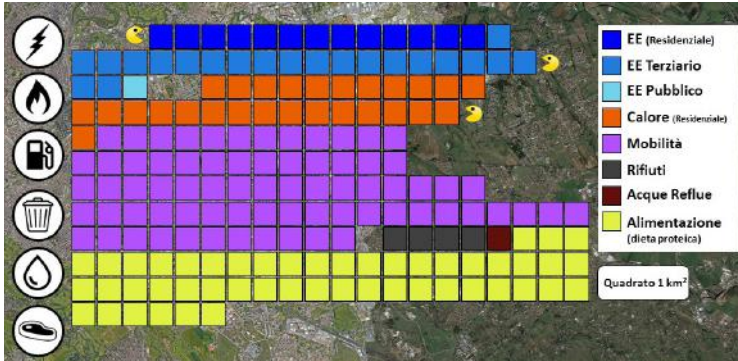 EE (Residenziale)
EE Terziario
EE Pubblico
Calore (Residenziale)
Mobilità
Rifiuti
Acque Reflue
Alimentazione
(dieta proteica)
Quadrato 1 km²